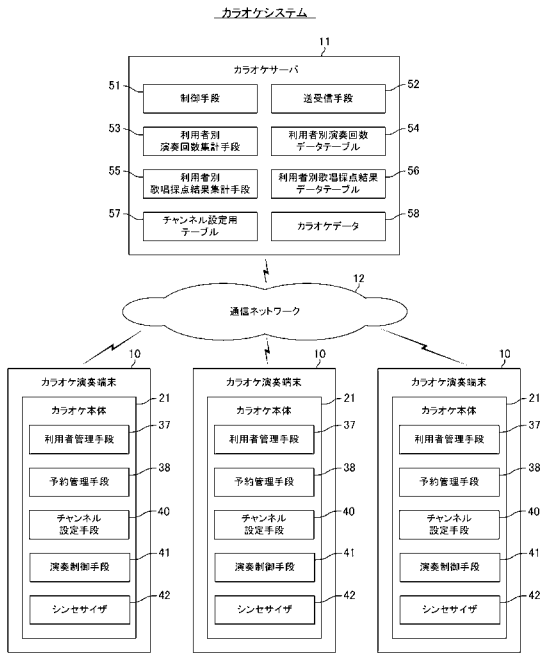 カラオケシステム
11
カラオケサーバ
51
制御手段
52
送受信手段
53
利用者別
演奏回数集計手段
54
利用者別演奏回数
データテーブル
55
利用者別
歌唱採点結果集計手段
56
利用者別歌唱採点結果
データテーブル
57
チャンネル設定用
テーブル
58
カラオケデータ
12
通信ネットワーク
10
カラオケ演奏端末
21
カラオケ本体
37
利用者管理手段
38
予約管理手段
40
チャンネル
設定手段
41
演奏制御手段
42
シンセサイザ
10
カラオケ演奏端末
21
カラオケ本体
37
利用者管理手段
38
予約管理手段
40
チャンネル
設定手段
41
演奏制御手段
42
シンセサイザ
10
カラオケ演奏端末
21
カラオケ本体
37
利用者管理手段
38
予約管理手段
40
チャンネル
設定手段
41
演奏制御手段
42
シンセサイザ